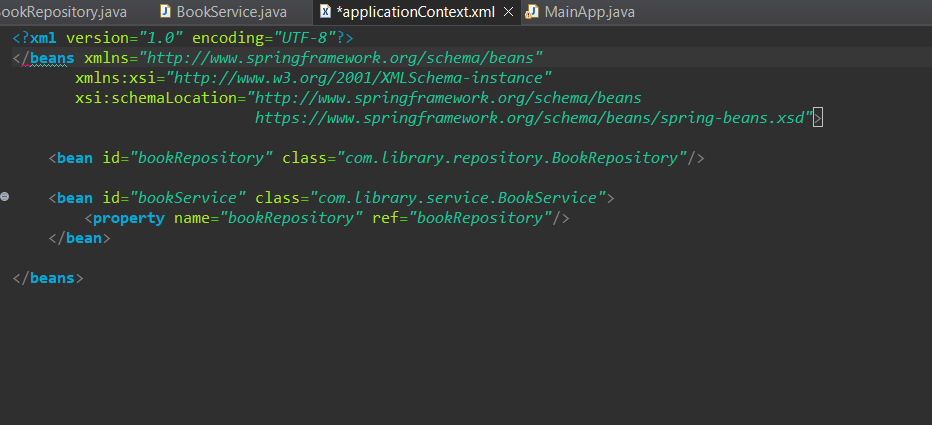 ookRepository.java BookService.java *applicationContext.xml MainApp.java
<?xml version="1.0" encoding="UTF-8"?>
</beans xmlns="http://www.springframework.org/schema/beans"
       xmlns:xsi="http://www.w3.org/2001/XMLSchema-instance"
       xsi:schemaLocation="http://www.springframework.org/schema/beans
                           https://www.springframework.org/schema/beans/spring-beans.xsd">
    <bean id="bookRepository" class="com.library.repository.BookRepository"/>
    <bean id="bookService" class="com.library.service.BookService">
        <property name="bookRepository" ref="bookRepository"/>
    </bean>
</beans>